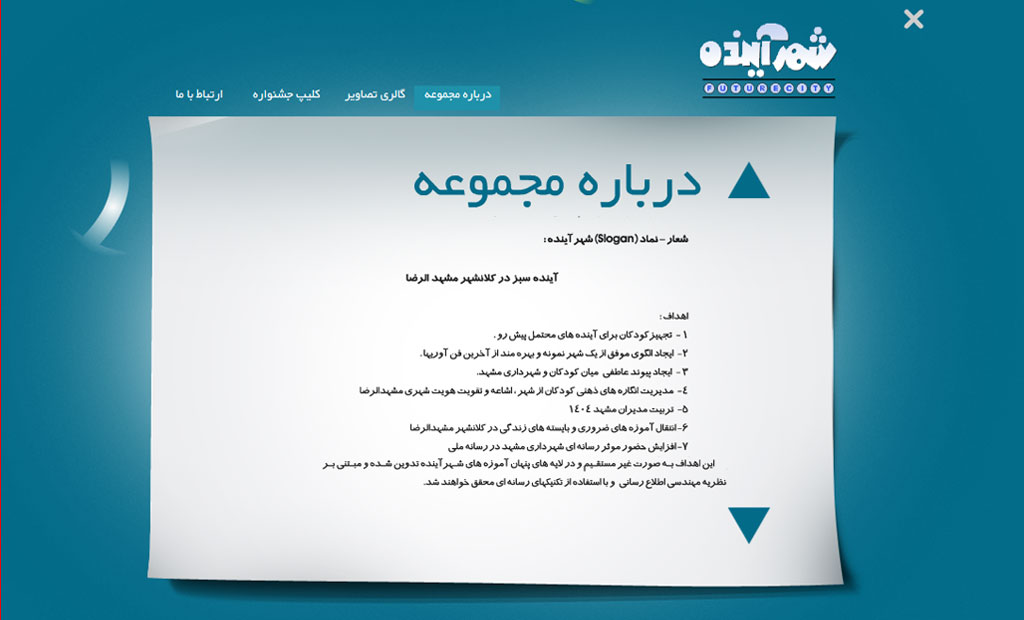 شهر آینده
FUTURECITY
درباره مجموعه گالری تصاویر کلیپ جشنواره ارتباط با ما
درباره مجموعه
شعار - نماد (Slogan) شهر آینده :
آینده سبز در کلانشهر مشهد الرضا
اهداف :
۱ - تجهیز کودکان برای آینده های محتمل پیش رو .
۲- ایجاد الگوی موفق از یک شهر نمونه و بهره مند از آخرین فن آوریها.
۳ - ایجاد پیوند عاطفی میان کودکان و شهرداری مشهد.
٤- مدیریت انگاره های ذهنی کودکان از شهر ، اشاعه و تقویت هویت شهری مشهدالرضا
۵- تربیت مدیران مشهد ١٤٠٤
۶-انتقال آموزه های ضروری و بایسته های زندگی در کلانشهر مشهدالرضا
۷-افزایش حضور موثر رسانه ای شهرداری مشهد در رسانه ملی
این اهداف به صورت غیر مستقیم و در لایه های پنهان آموزه های شهر آینده تدوین شده و مبتنی بر
نظریه مهندسی اطلاع رسانی و با استفاده از تکنیکهای رسانه ای محقق خواهند شد.